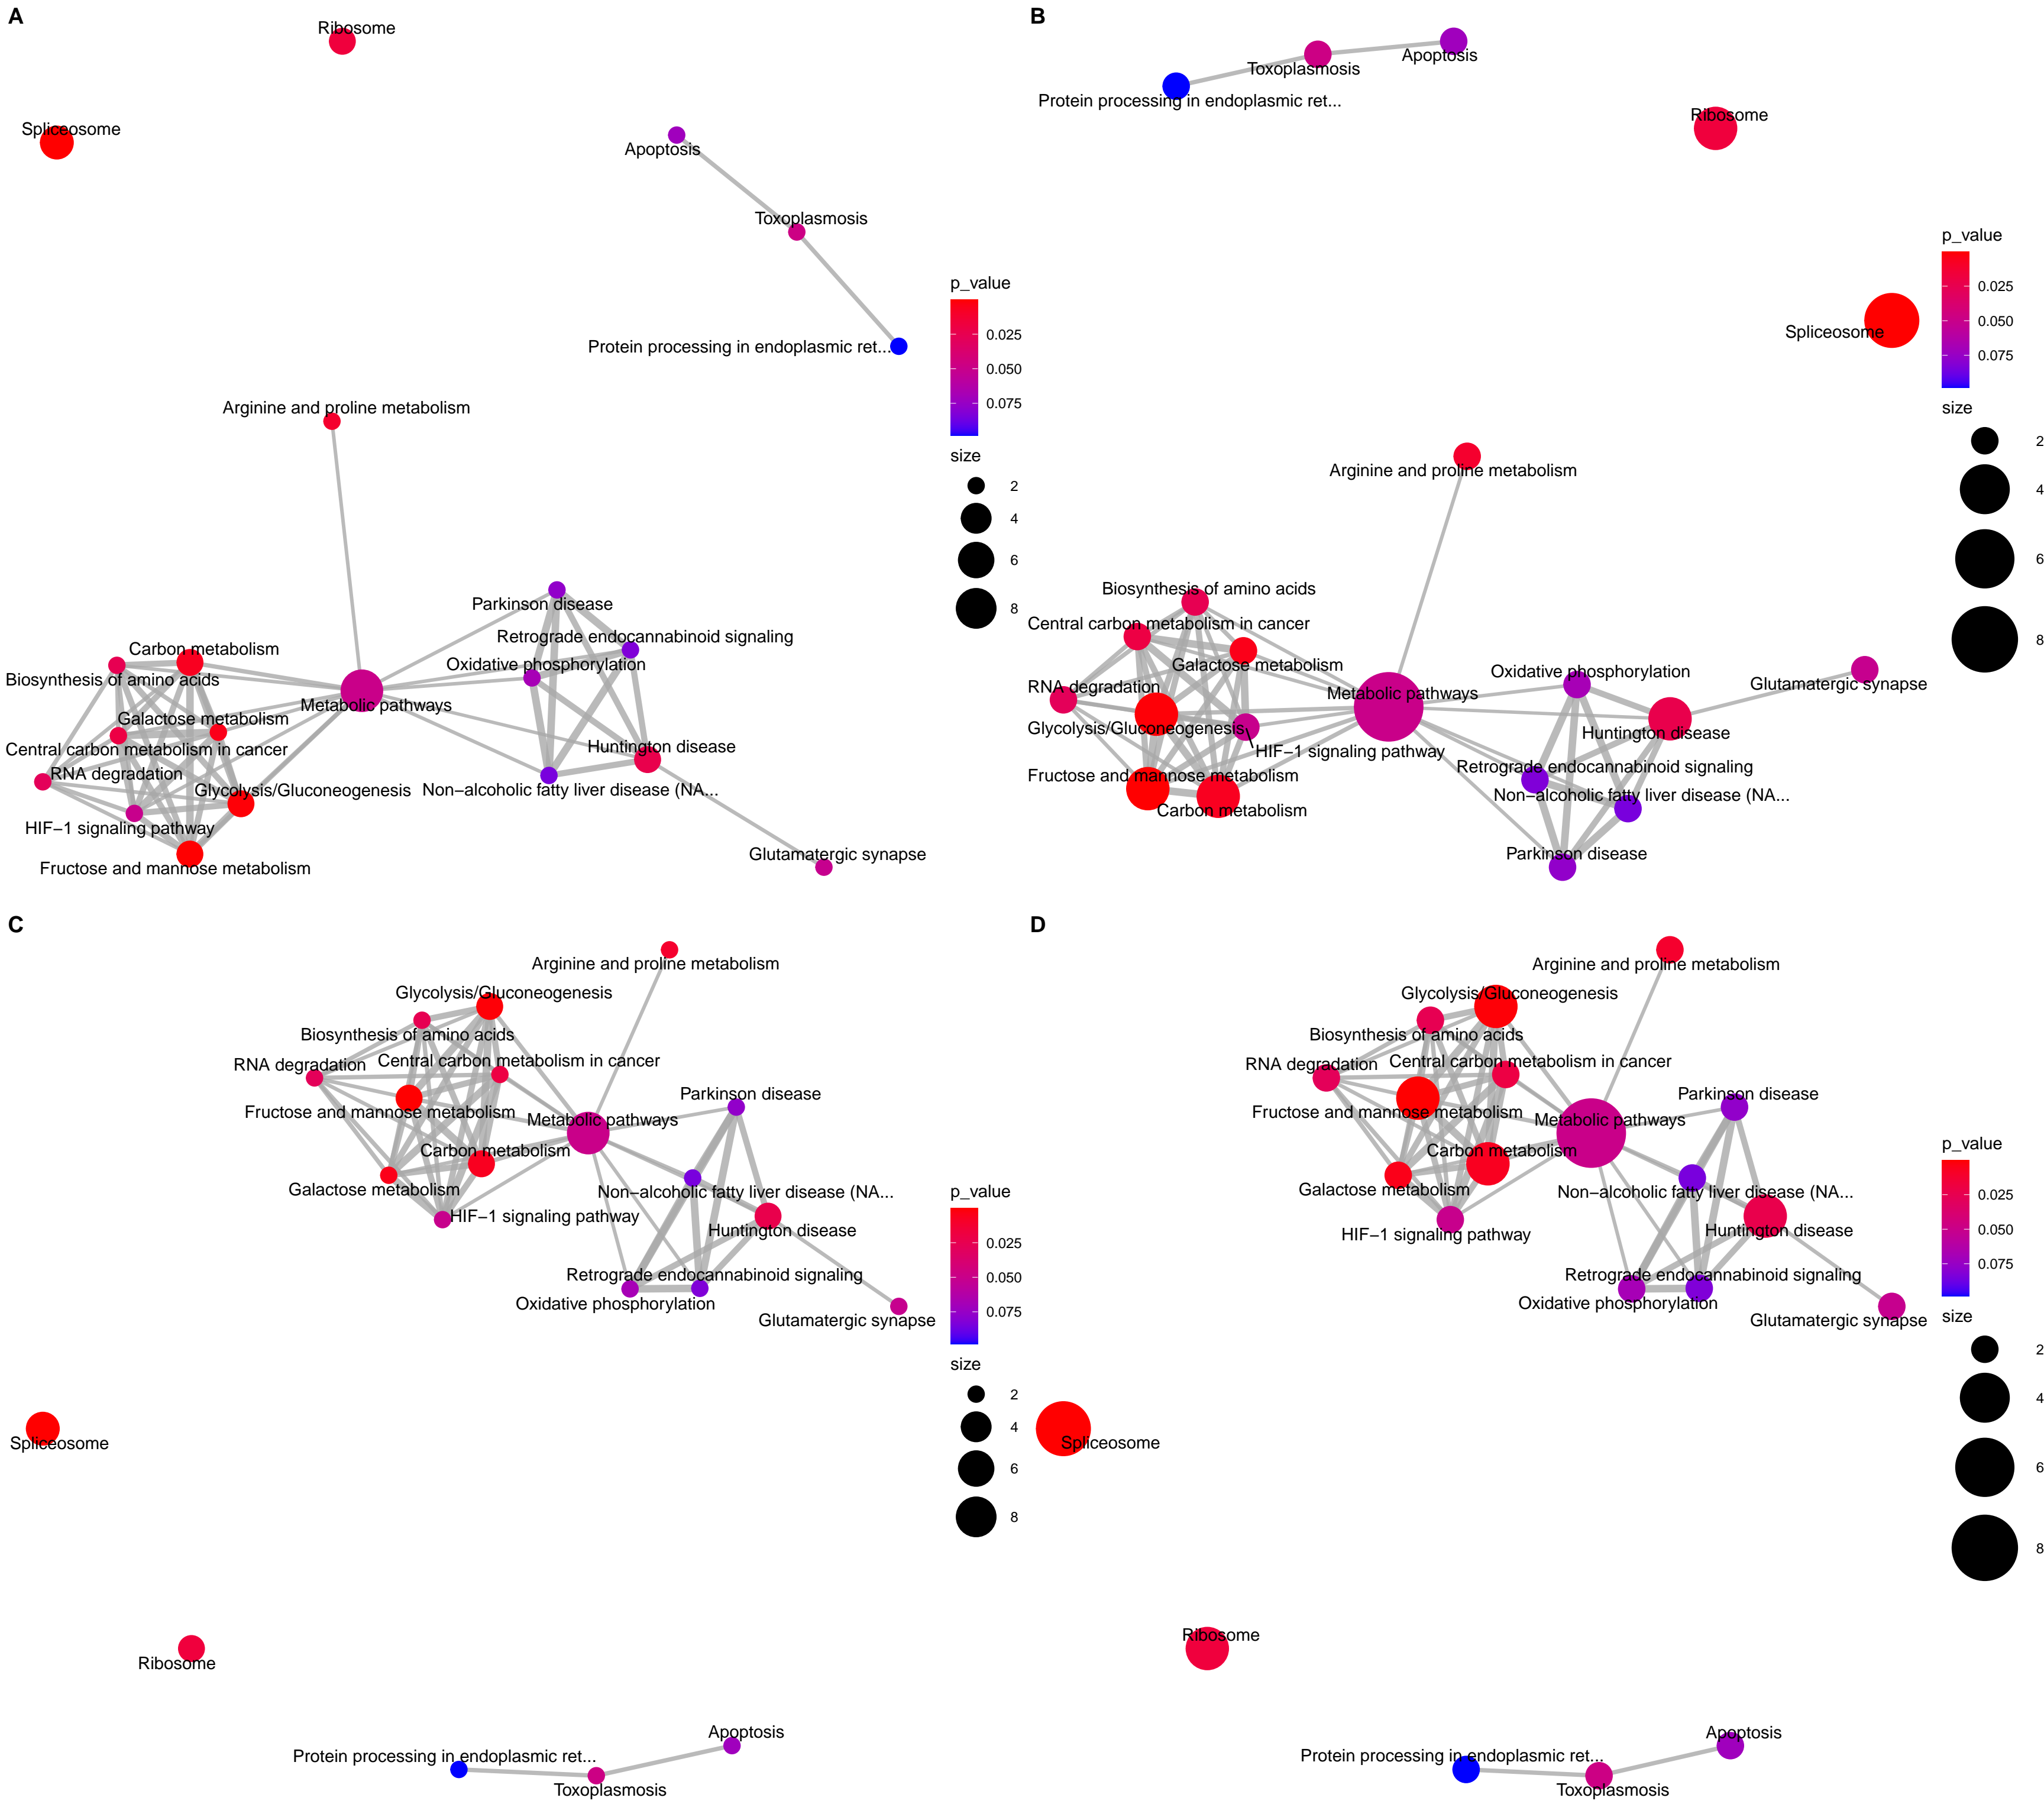 A
Ribosome
Spliceosome
Apoptosis
Toxoplasmosis
Protein processing in endoplasmic ret...
Arginine and proline metabolism
Parkinson disease
Retrograde endocannabinoid signaling
Carbon metabolism
Oxidative phosphorylation
Biosynthesis of amino acids
Metabolic pathways
Galactose metabolism
Central carbon metabolism in cancer
Huntington disease
RNA degradation
Glycolysis/Gluconeogenesis
Non−alcoholic fatty liver disease (NA...
HIF−1 signaling pathway
Glutamatergic synapse
Fructose and mannose metabolism
p_value
0.025
0.050
0.075
size
2
4
6
8
B
Apoptosis
Toxoplasmosis
Protein processing in endoplasmic ret...
Ribosome
Spliceosome
Arginine and proline metabolism
Biosynthesis of amino acids
Central carbon metabolism in cancer
Galactose metabolism
Oxidative phosphorylation
Glutamatergic synapse
RNA degradation
Metabolic pathways
Glycolysis/Gluconeogenesis
Huntington disease
HIF−1 signaling pathway
Retrograde endocannabinoid signaling
Fructose and mannose metabolism
Non−alcoholic fatty liver disease (NA...
Carbon metabolism
Parkinson disease
p_value
0.025
0.050
0.075
size
2
4
6
8
C
Arginine and proline metabolism
Glycolysis/Gluconeogenesis
Biosynthesis of amino acids
RNA degradation
Central carbon metabolism in cancer
Parkinson disease
Fructose and mannose metabolism
Metabolic pathways
Carbon metabolism
Galactose metabolism
Non−alcoholic fatty liver disease (NA...
HIF−1 signaling pathway
Huntington disease
Retrograde endocannabinoid signaling
Oxidative phosphorylation
Glutamatergic synapse
Spliceosome
Ribosome
Apoptosis
Protein processing in endoplasmic ret...
Toxoplasmosis
p_value
0.025
0.050
0.075
size
2
4
6
8
D
Arginine and proline metabolism
Glycolysis/Gluconeogenesis
Biosynthesis of amino acids
RNA degradation
Central carbon metabolism in cancer
Parkinson disease
Fructose and mannose metabolism
Metabolic pathways
Carbon metabolism
Galactose metabolism
Non−alcoholic fatty liver disease (NA...
HIF−1 signaling pathway
Huntington disease
Retrograde endocannabinoid signaling
Oxidative phosphorylation
Glutamatergic synapse
Spliceosome
Ribosome
Apoptosis
Protein processing in endoplasmic ret...
Toxoplasmosis
p_value
0.025
0.050
0.075
size
2
4
6
8